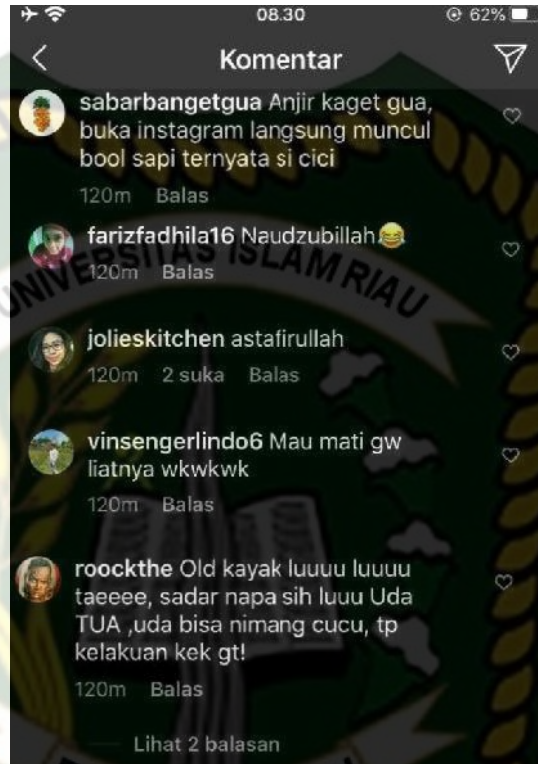 08.30
62%
Komentar
sabarbangetgua Anjir kaget gua,
buka instagram langsung muncul
bool sapi ternyata si cici
120m Balas
farizfadhila16 Naudzubillah😂
120m Balas
UNIVERSITAS ISLAM RIAU
jolieskitchen astafirullah
120m 2 suka Balas
vinsengerlindo6 Mau mati gw
liatnya wkwkwk
120m Balas
roockthe Old kayak luuuu luuuu
taeeee, sadar napa sih luuu Uda
TUA ,uda bisa nimang cucu, tp
kelakuan kek gt!
120m Balas
Lihat 2 balasan